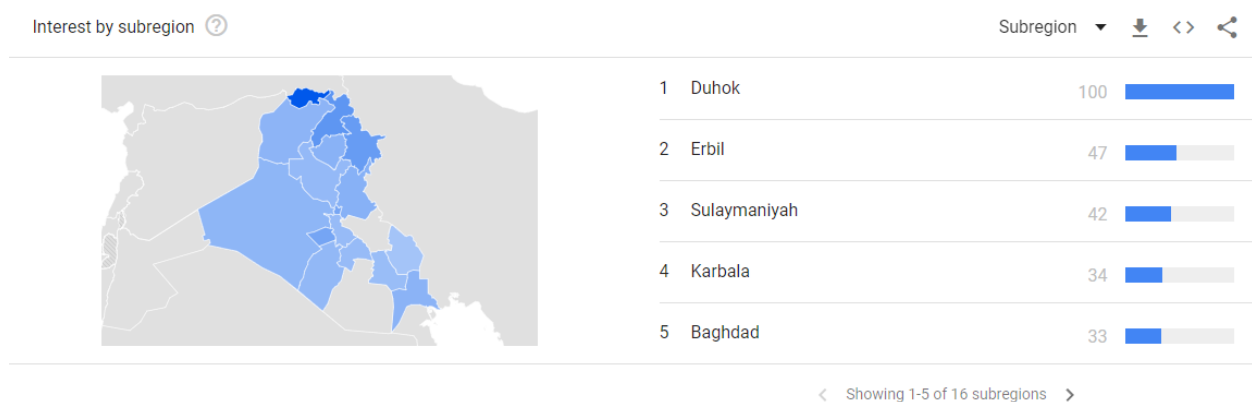 Interest by subregion ?
Subregion
1 Duhok 100
2 Erbil 47
3 Sulaymaniyah 42
4 Karbala 34
5 Baghdad 33
Showing 1-5 of 16 subregions